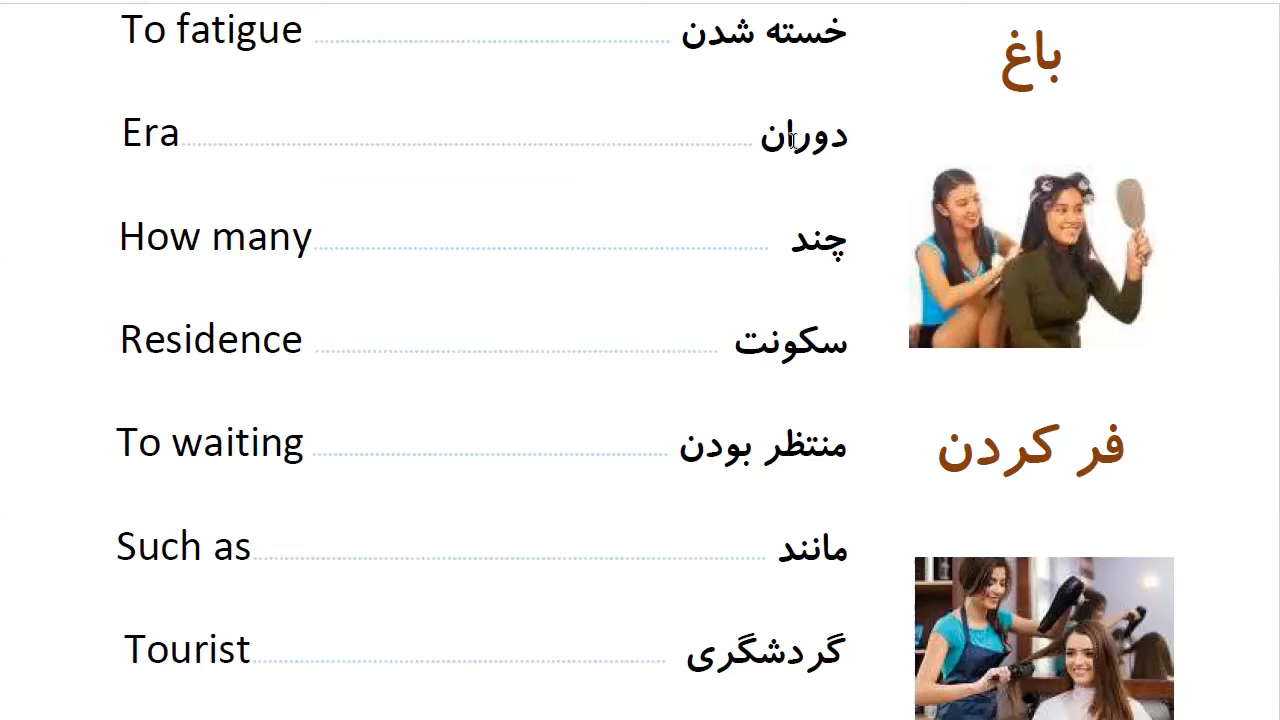 To fatigue ........ خسته شدن
باغ
Era ........ دوران
How many ........ چند
Residence ........ سکونت
To waiting ........ منتظر بودن
فر کردن
Such as ........ مانند
Tourist ........ گردشگری